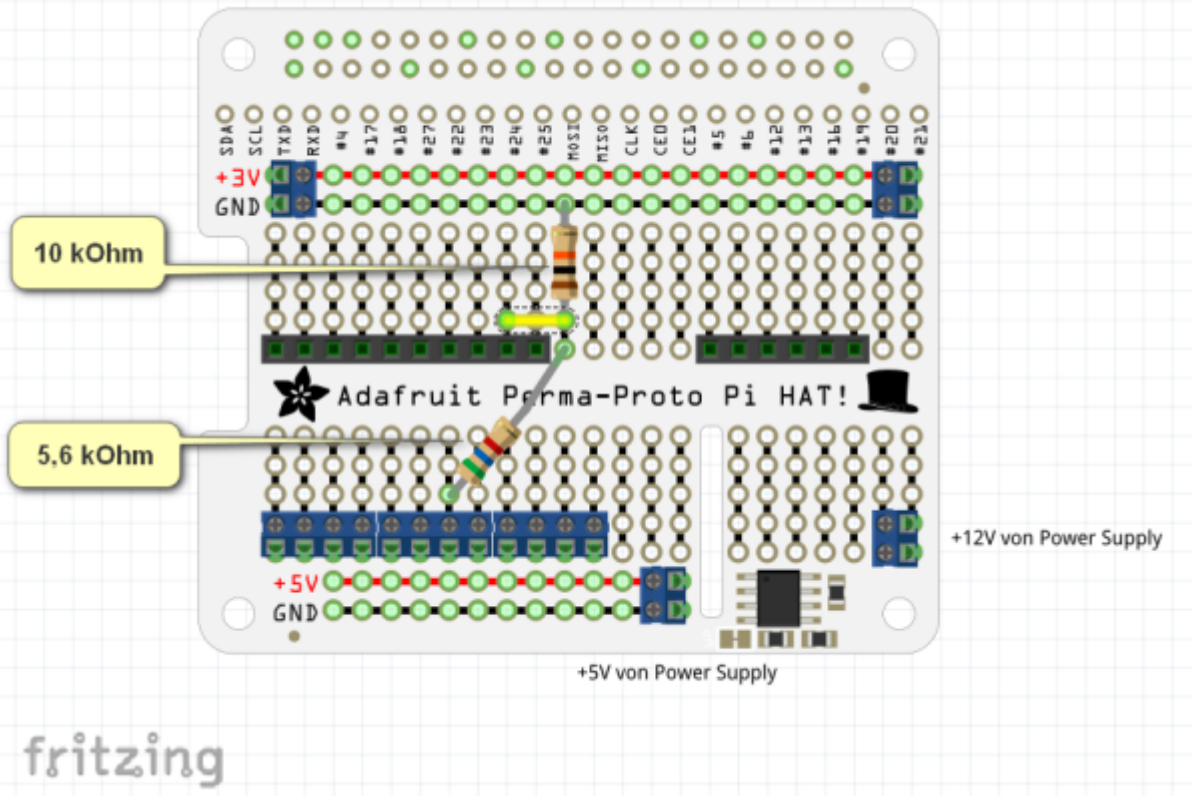 SDA SCL TXD RXD #4 #17 #18 #27 #22 #23 #24 #25 MOSI MISO CLK CE0 CE1 #5 #6 #12 #13 #16 #19 #20 #21
+3V
GND
10 kOhm
Adafruit Perma-Proto Pi HAT!
5,6 kOhm
+12V von Power Supply
+5V
GND
+5V von Power Supply
fritzing